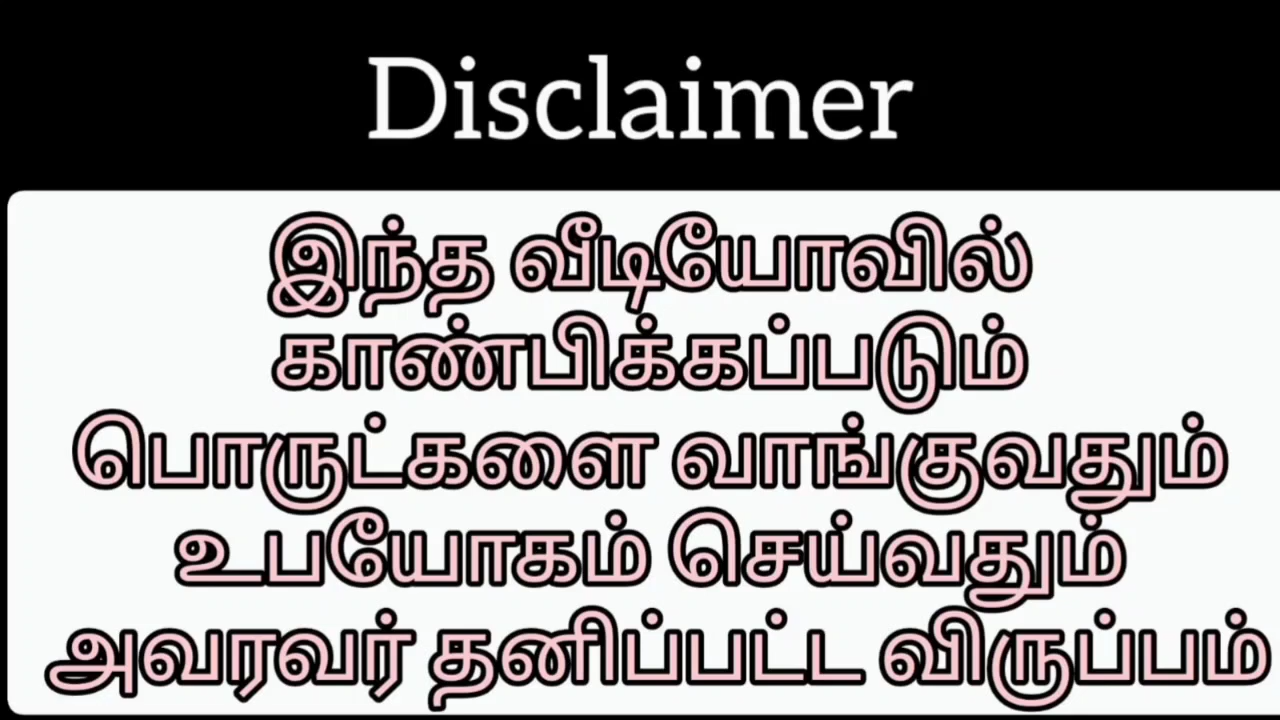 Disclaimer
இந்த வீடியோவில்
காண்பிக்கப்படும்
பொருட்களை வாங்குவதும்
உபயோகம் செய்வதும்
அவரவர் தனிப்பட்ட விருப்பம்